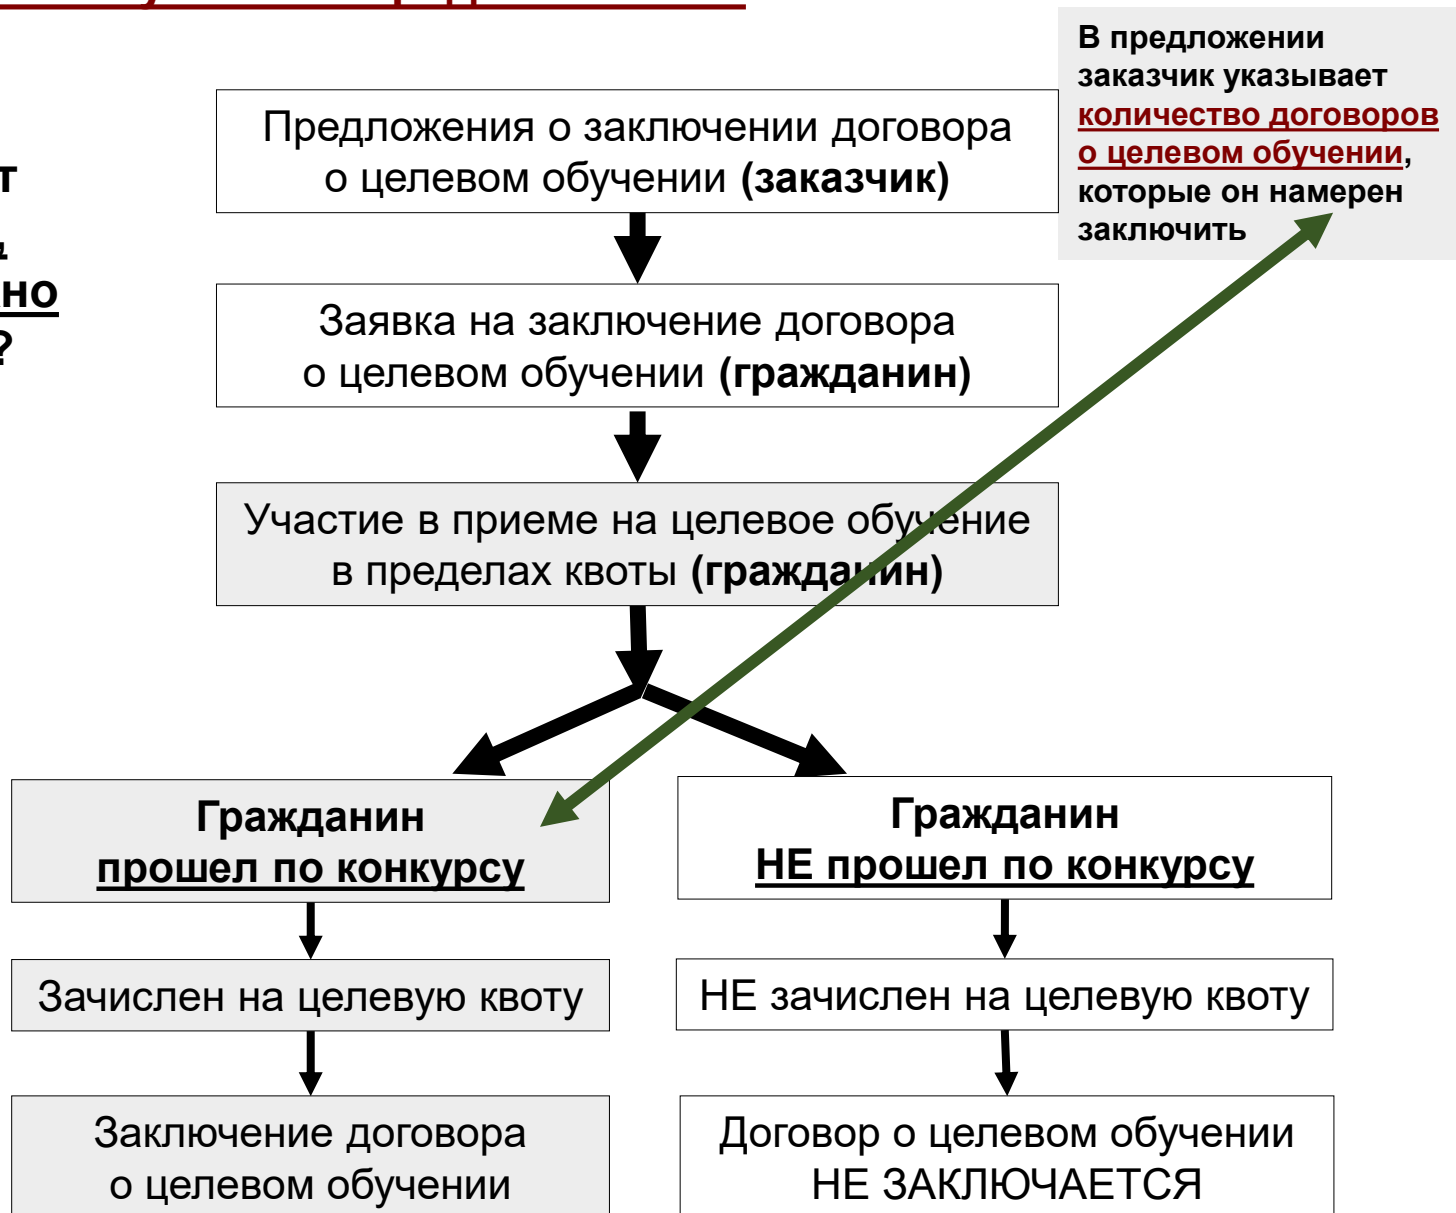 В предложении
заказчик указывает
количество договоров
о целевом обучении,
которые он намерен
заключить
Предложения о заключении договора
о целевом обучении (заказчик)
Заявка на заключение договора
о целевом обучении (гражданин)
Участие в приеме на целевое обучение
в пределах квоты (гражданин)
Гражданин
прошел по конкурсу
Зачислен на целевую квоту
Заключение договора
о целевом обучении
Гражданин
НЕ прошел по конкурсу
НЕ зачислен на целевую квоту
Договор о целевом обучении
НЕ ЗАКЛЮЧАЕТСЯ